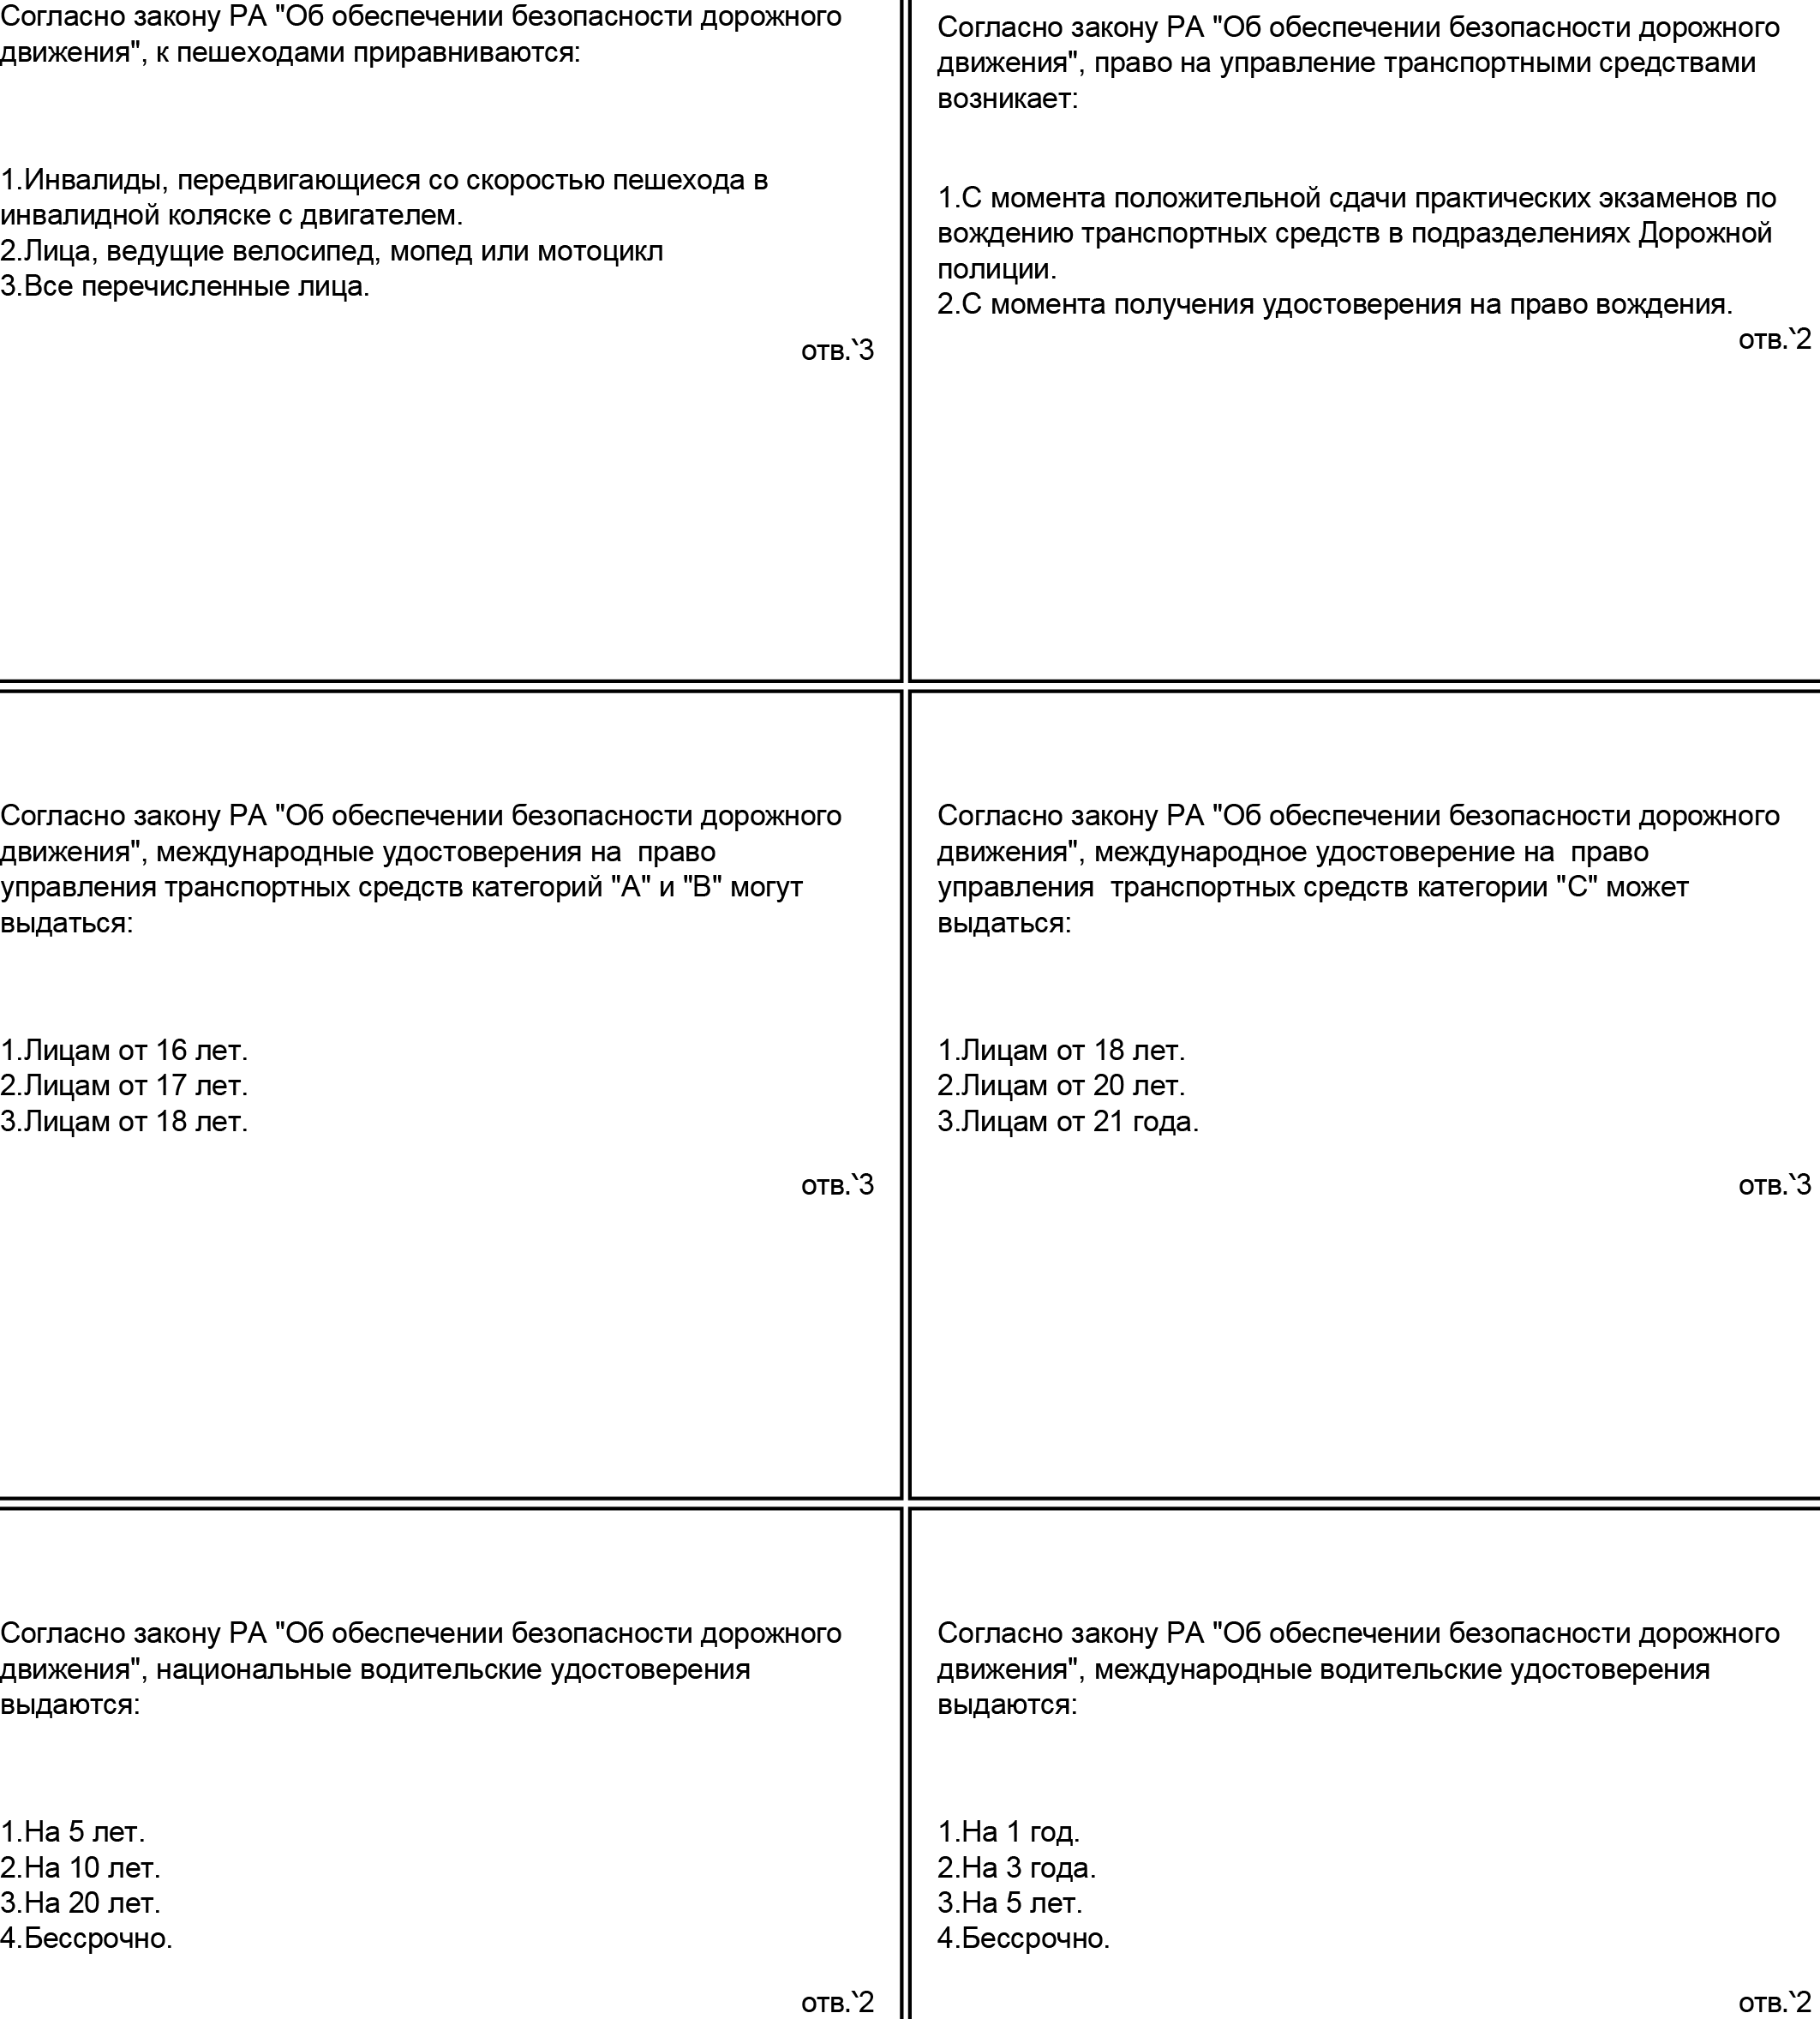 Согласно закону РА "Об обеспечении безопасности дорожного
движения", к пешеходами приравниваются:
1.Инвалиды, передвигающиеся со скоростью пешехода в
инвалидной коляске с двигателем.
2.Лица, ведущие велосипед, мопед или мотоцикл
3.Все перечисленные лица.
отв.՝3
Согласно закону РА "Об обеспечении безопасности дорожного
движения", право на управление транспортными средствами
возникает:
1.С момента положительной сдачи практических экзаменов по
вождению транспортных средств в подразделениях Дорожной
полиции.
2.С момента получения удостоверения на право вождения.
отв.՝2
Согласно закону РА "Об обеспечении безопасности дорожного
движения", международные удостоверения на  право
управления транспортных средств категорий "А" и "В" могут
выдаться:
1.Лицам от 16 лет.
2.Лицам от 17 лет.
3.Лицам от 18 лет.
отв.՝3
Согласно закону РА "Об обеспечении безопасности дорожного
движения", международное удостоверение на  право
управления  транспортных средств категории "С" может
выдаться:
1.Лицам от 18 лет.
2.Лицам от 20 лет.
3.Лицам от 21 года.
отв.՝3
Согласно закону РА "Об обеспечении безопасности дорожного
движения", национальные водительские удостоверения
выдаются:
1.На 5 лет.
2.На 10 лет.
3.На 20 лет.
4.Бессрочно.
отв.՝2
Согласно закону РА "Об обеспечении безопасности дорожного
движения", международные водительские удостоверения
выдаются:
1.На 1 год.
2.На 3 года.
3.На 5 лет.
4.Бессрочно.
отв.՝2